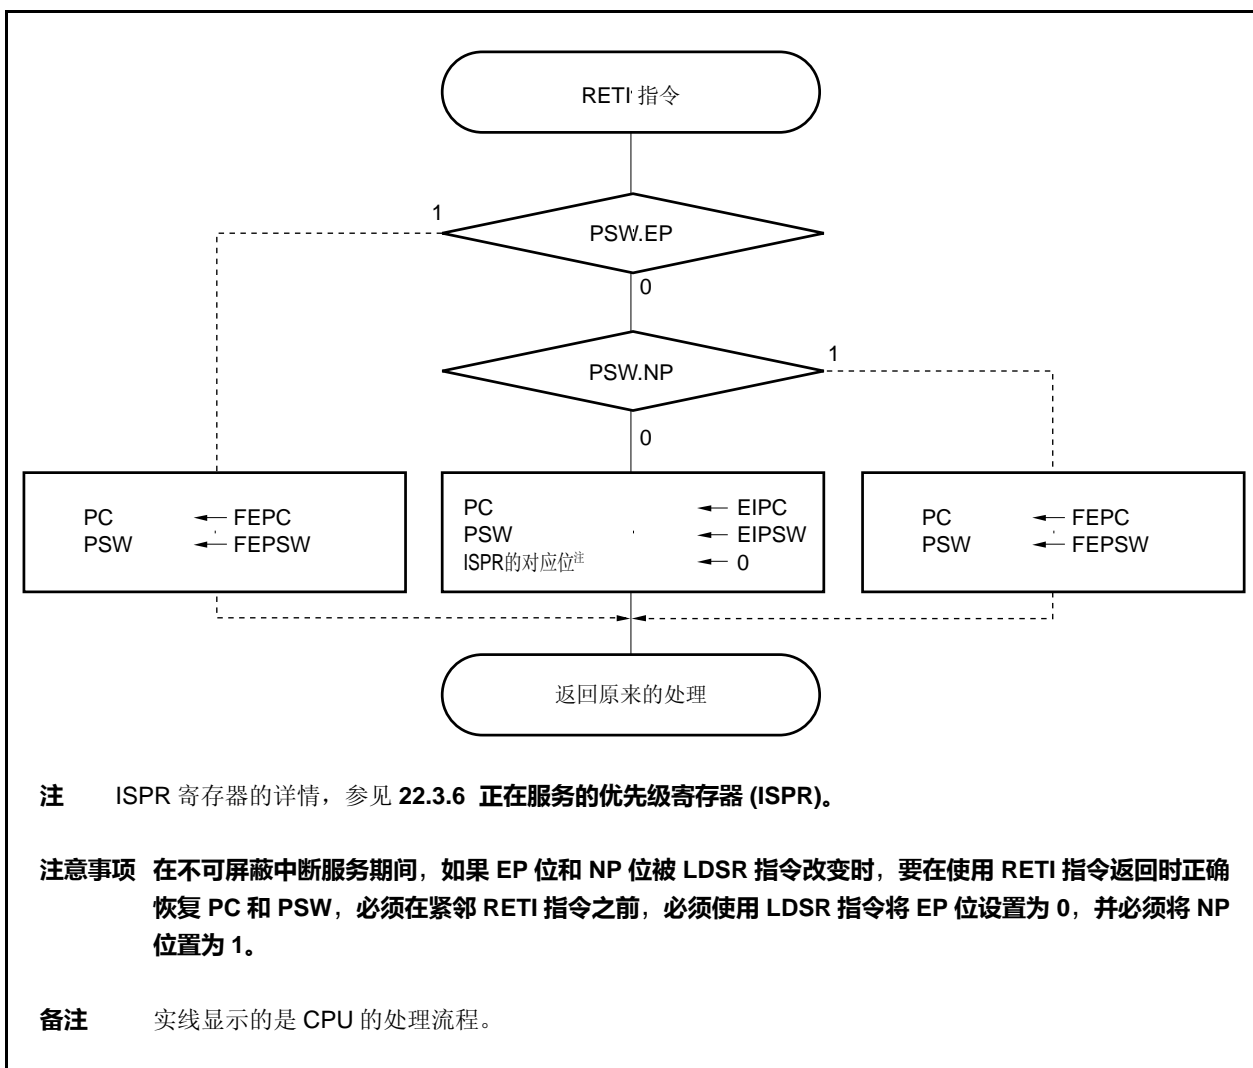 RETI 指令
1
PSW.EP
0
1
PSW.NP
0
PC ← FEPC
PSW ← FEPSW
PC ← EIPC
PSW ← EIPSW
ISPR的对应位注 ← 0
PC ← FEPC
PSW ← FEPSW
返回原来的处理
注 ISPR 寄存器的详情，参见 22.3.6 正在服务的优先级寄存器 (ISPR)。
注意事项 在不可屏蔽中断服务期间，如果 EP 位和 NP 位被 LDSR 指令改变时，要在使用 RETI 指令返回时正确
恢复 PC 和 PSW，必须在紧邻 RETI 指令之前，必须使用 LDSR 指令将 EP 位设置为 0，并必须将 NP
位置为 1。
备注 实线显示的是 CPU 的处理流程。